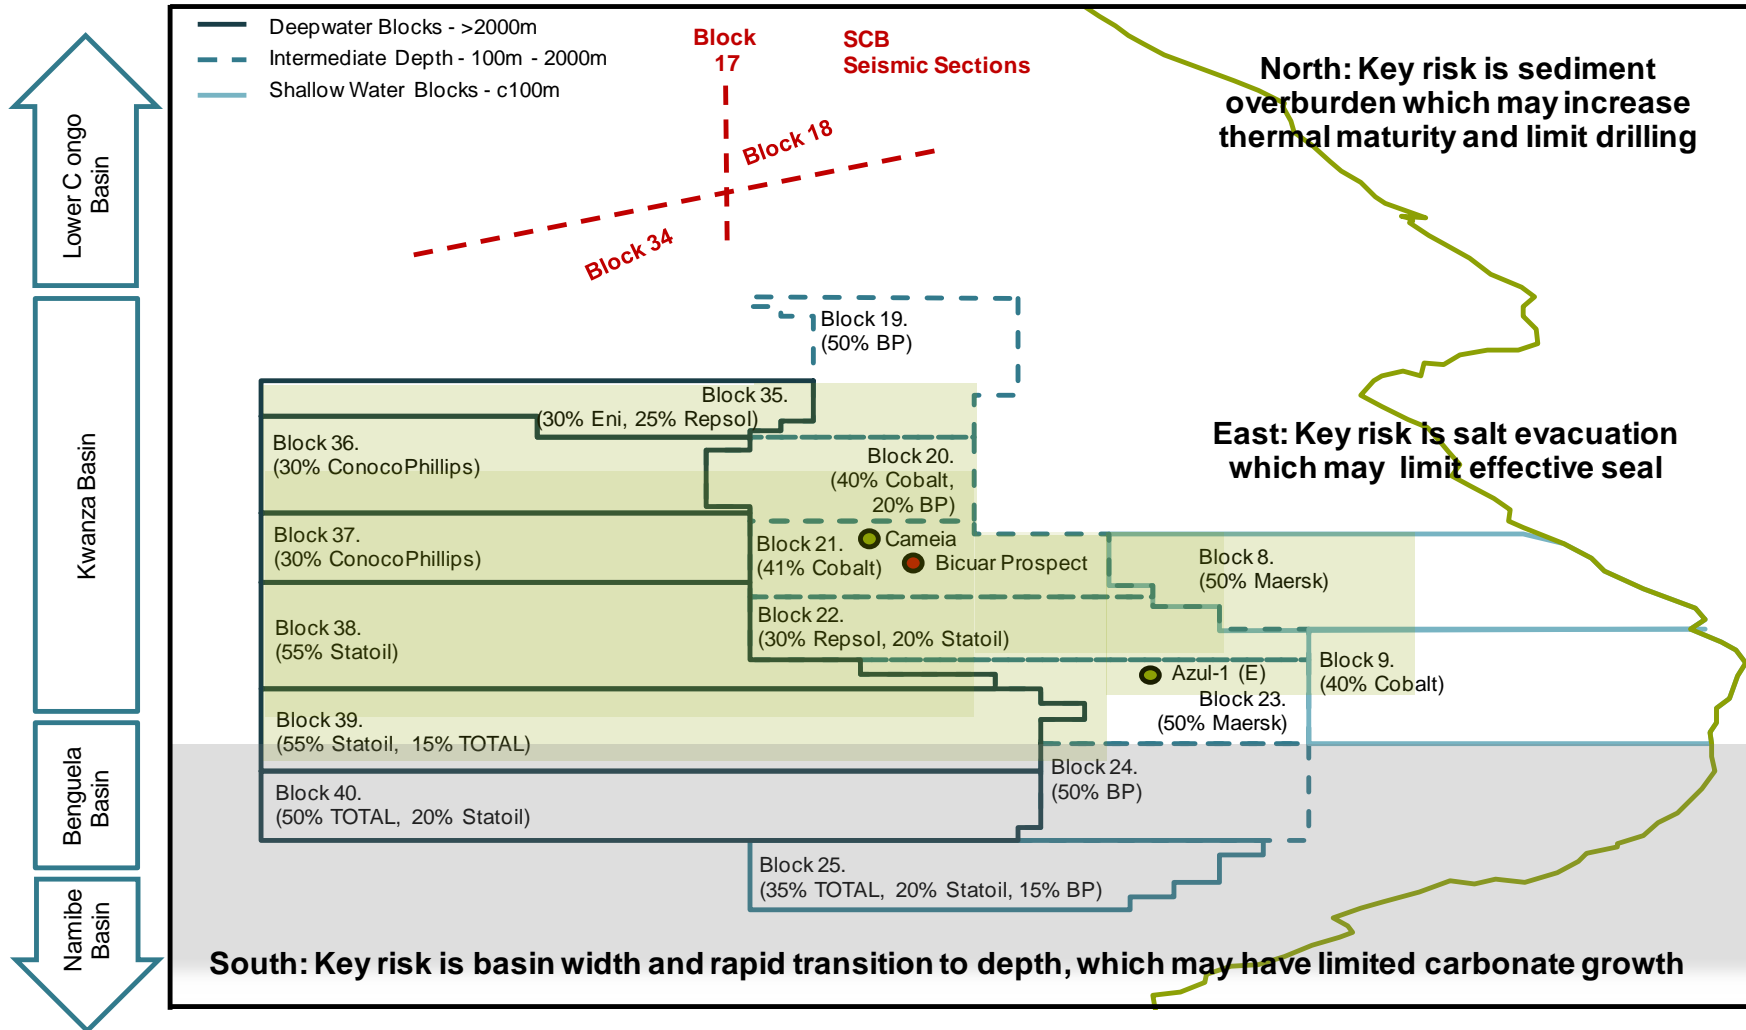 Deepwater Blocks - >2000m
Intermediate Depth - 100m - 2000m
Shallow Water Blocks - c100m
Block
17
SCB
Seismic Sections
Block 18
Block 34
North: Key risk is sediment
overburden which may increase
thermal maturity and limit drilling
Lower C ongo
Basin
Kwanza Basin
Benguela
Basin
Namibe
Basin
Block 19.
(50% BP)
Block 35.
(30% Eni, 25% Repsol)
Block 36.
(30% ConocoPhillips)
Block 20.
(40% Cobalt,
20% BP)
East: Key risk is salt evacuation
which may limit effective seal
Block 37.
(30% ConocoPhillips)
Block 21.
(41% Cobalt)
Cameia
Bicuar Prospect
Block 8.
(50% Maersk)
Block 38.
(55% Statoil)
Block 22.
(30% Repsol, 20% Statoil)
Block 9.
(40% Cobalt)
Azul-1 (E)
Block 23.
(50% Maersk)
Block 39.
(55% Statoil, 15% TOTAL)
Block 24.
(50% BP)
Block 40.
(50% TOTAL, 20% Statoil)
Block 25.
(35% TOTAL, 20% Statoil, 15% BP)
South: Key risk is basin width and rapid transition to depth, which may have limited carbonate growth